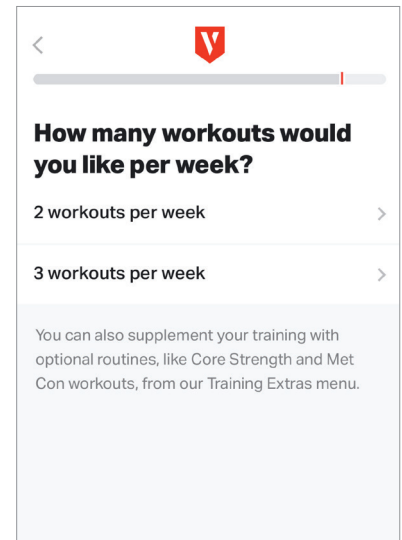 How many workouts would
you like per week?
2 workouts per week
3 workouts per week
You can also supplement your training with
optional routines, like Core Strength and Met
Con workouts, from our Training Extras menu.